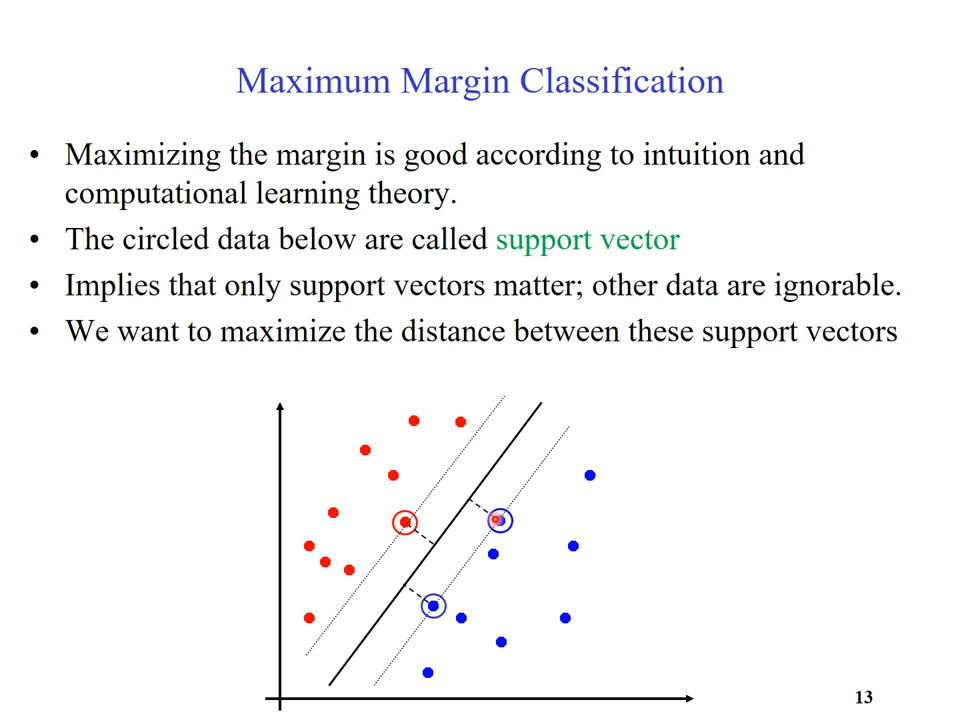 Maximum Margin Classification
• Maximizing the margin is good according to intuition and
computational learning theory.
• The circled data below are called support vector
• Implies that only support vectors matter; other data are ignorable.
• We want to maximize the distance between these support vectors
13